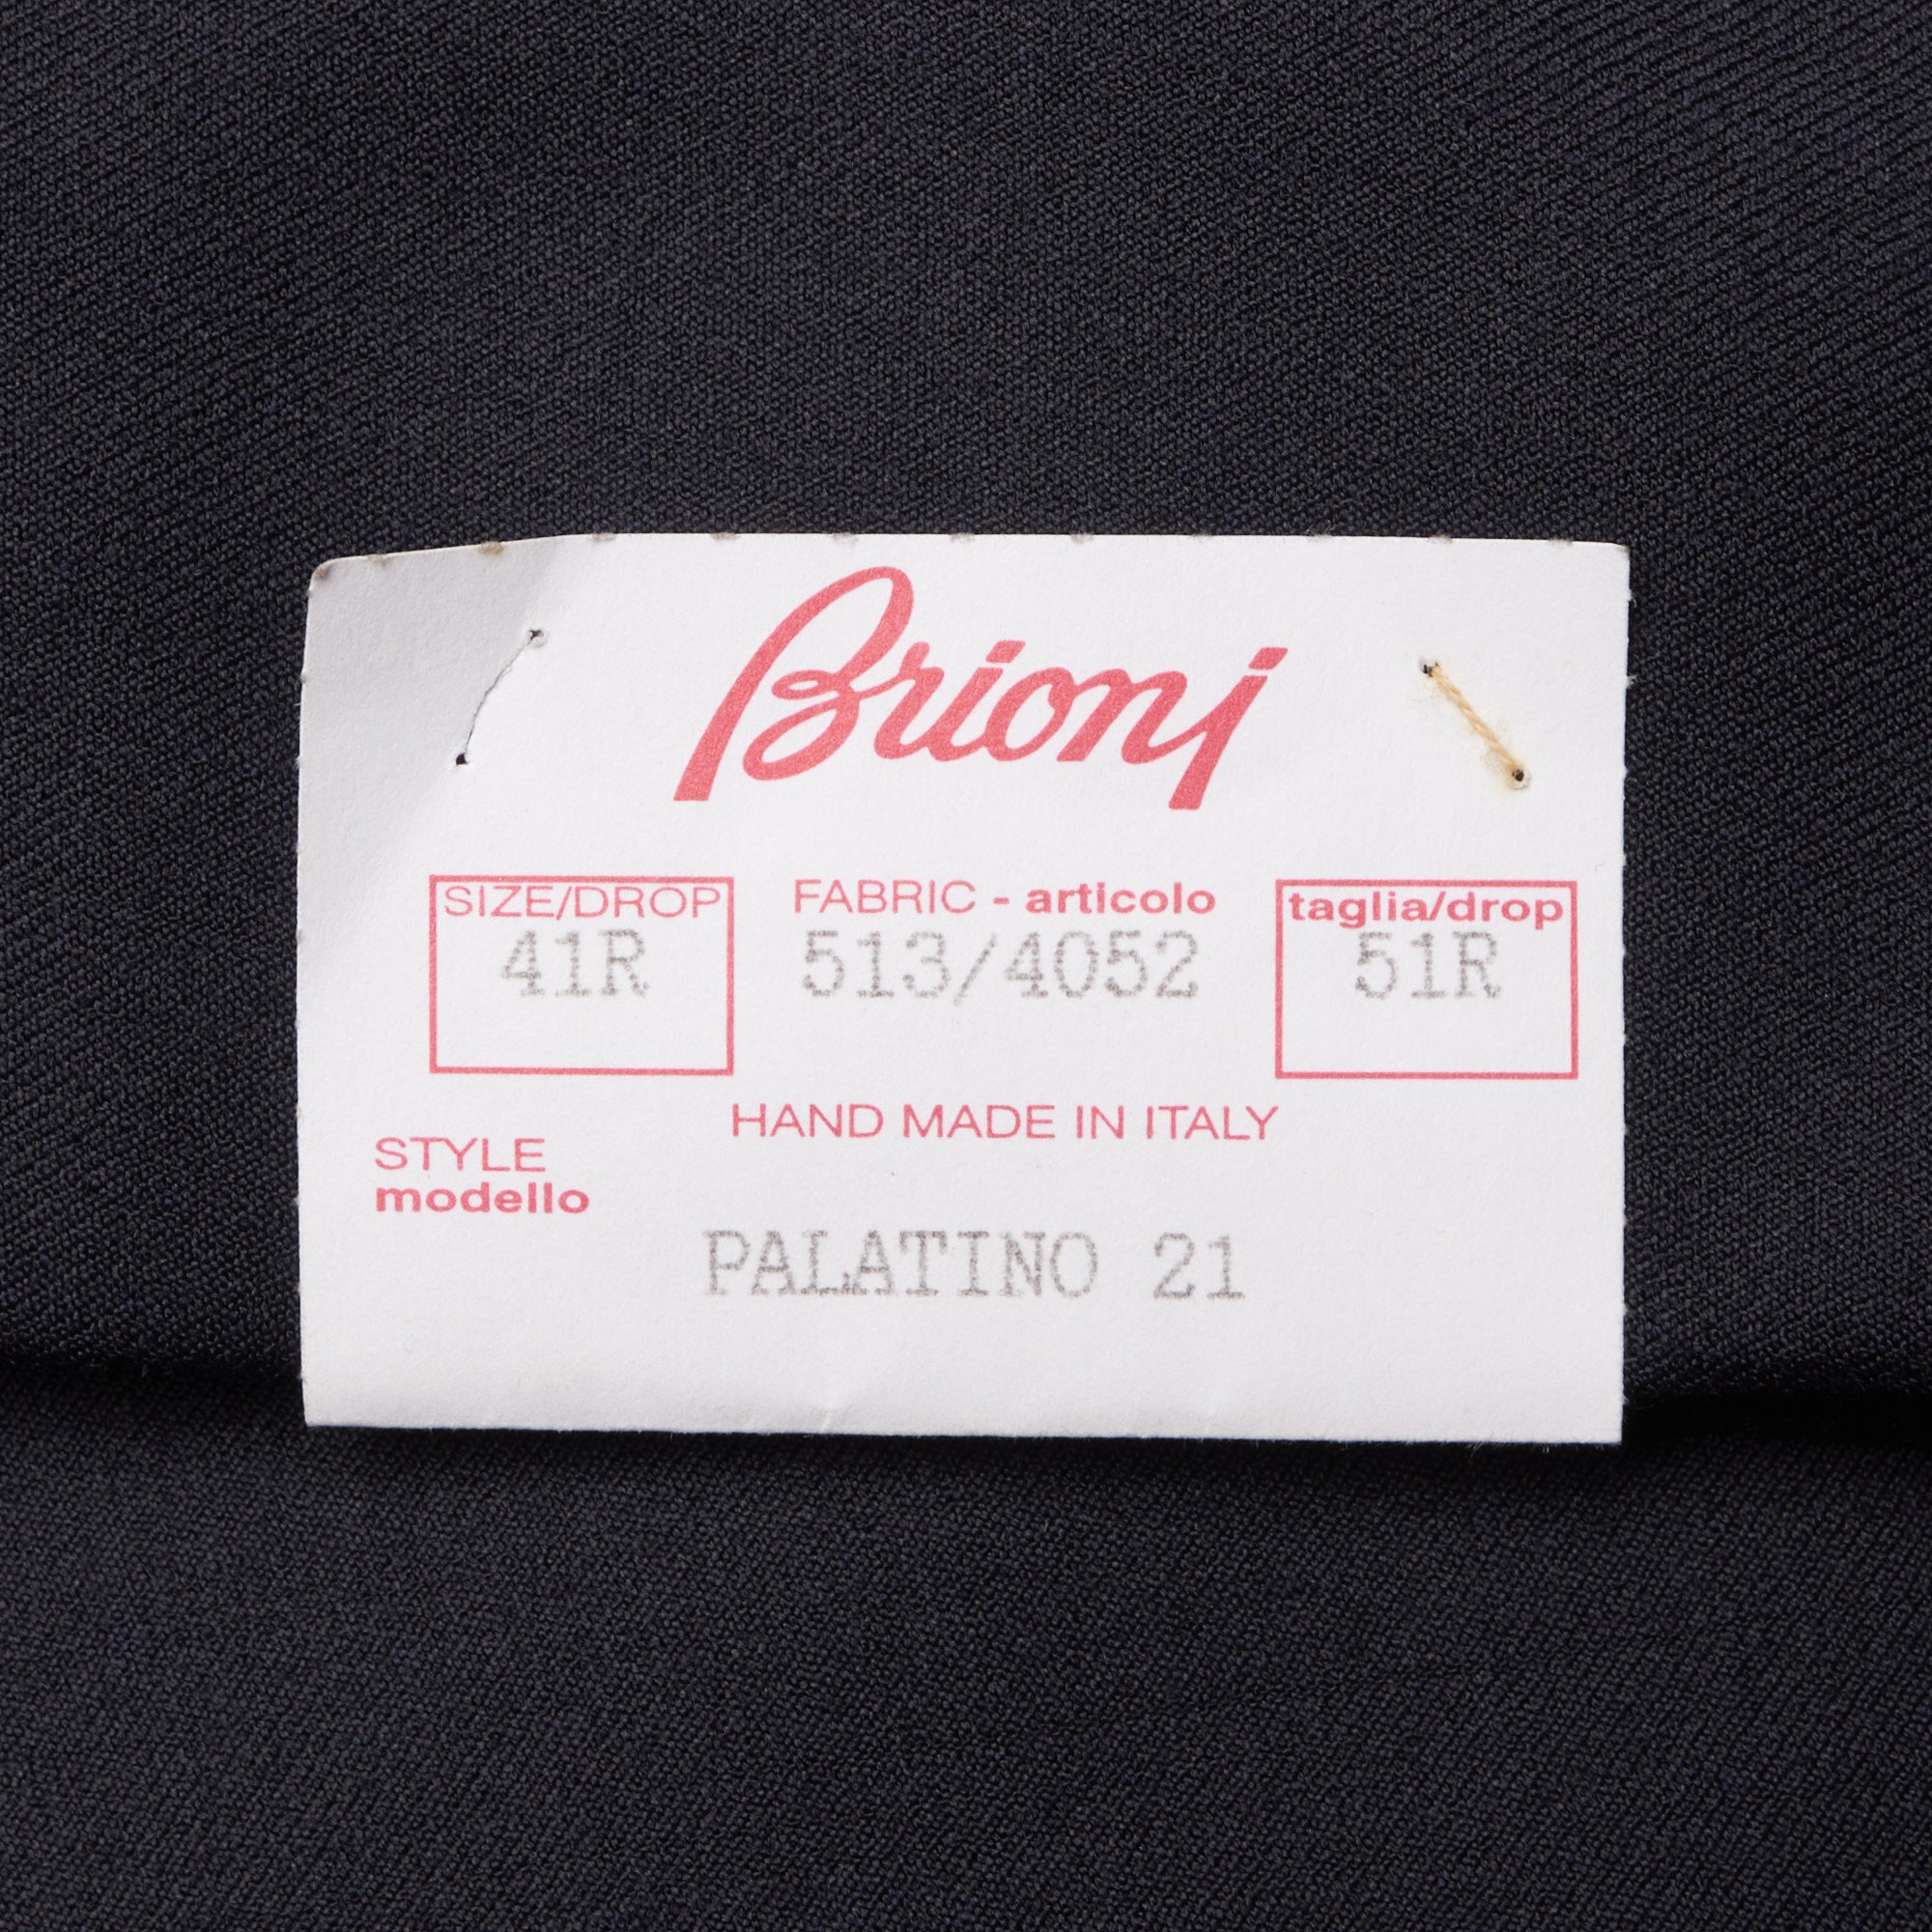 Brioni
SIZE/DROP FABRIC - articolo taglia/drop
41R 513/4052 51R
HAND MADE IN ITALY
STYLE
modello
PALATINO 21